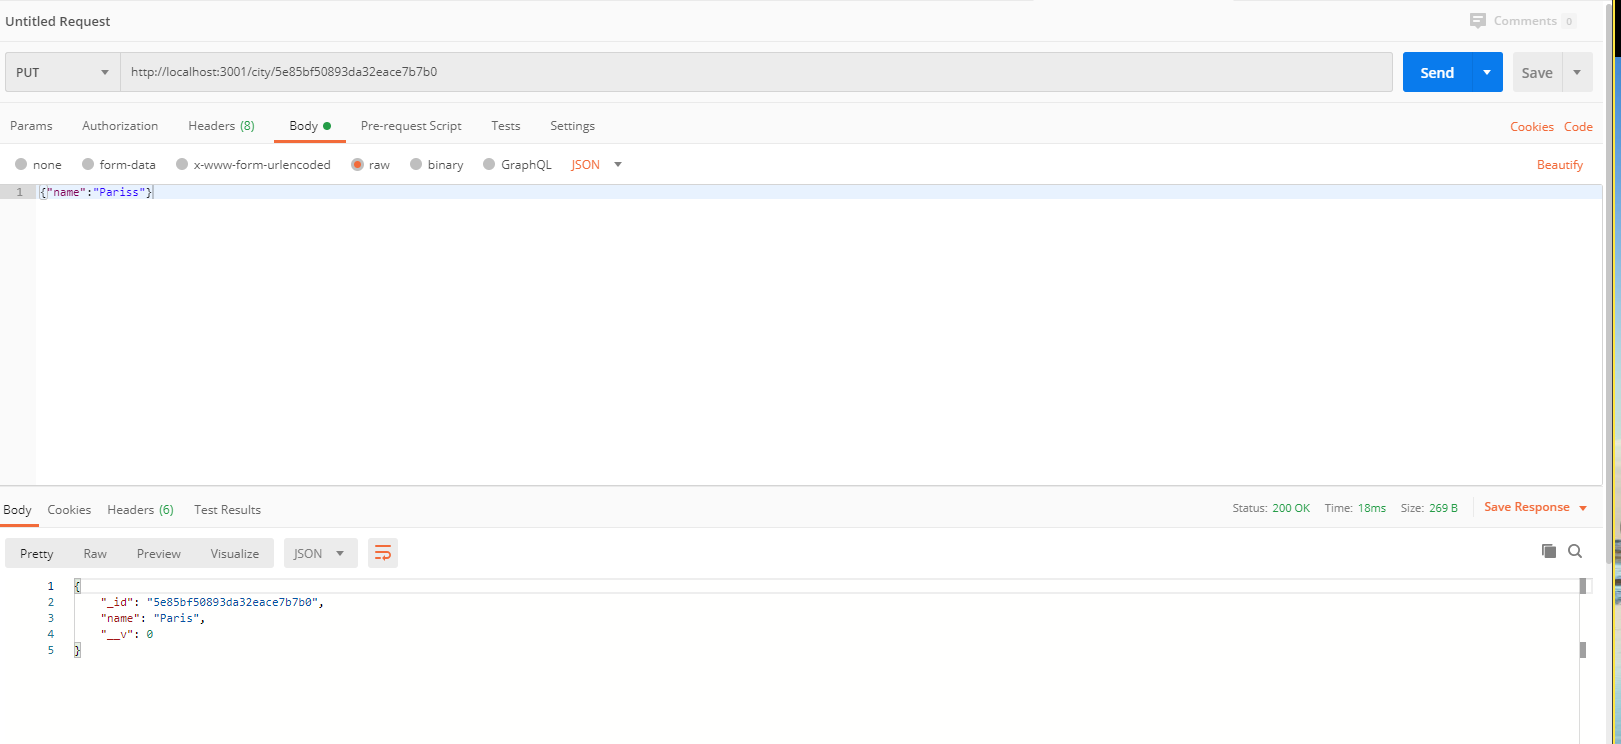 Untitled Request
Comments 0
PUT http://localhost:3001/city/5e85bf50893da32eace7b7b0 Send Save
Params Authorization Headers (8) Body Pre-request Script Tests Settings Cookies Code
none form-data x-www-form-urlencoded raw binary GraphQL JSON Beautify
1 {"name":"Pariss"}
Body Cookies Headers (6) Test Results Status: 200 OK Time: 18ms Size: 269 B Save Response
Pretty Raw Preview Visualize JSON
1 {
2 "_id": "5e85bf50893da32eace7b7b0",
3 "name": "Paris",
4 "__v": 0
5 }